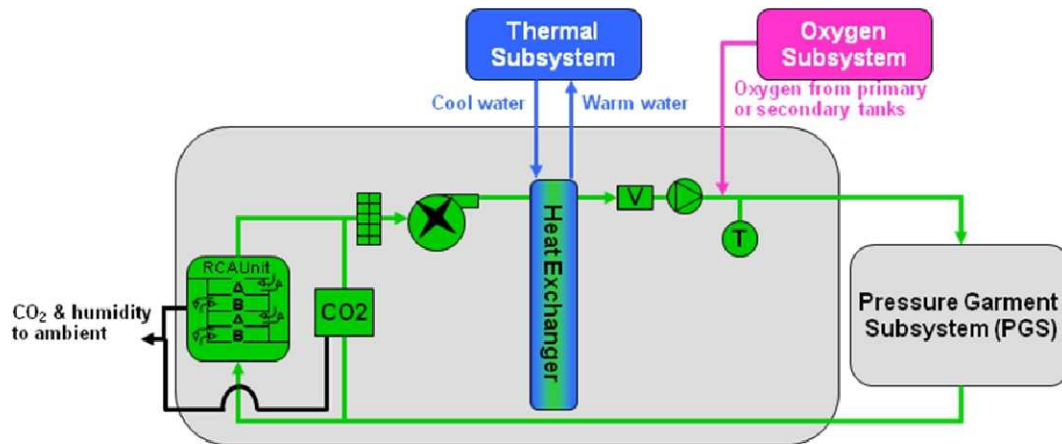 Thermal
Subsystem
Oxygen
Subsystem
Cool water
Warm water
Oxygen from primary
or secondary tanks
V
T
Heat Exchanger
RCAUnit
A
B
A
B
CO2
CO₂ & humidity
to ambient
Pressure Garment
Subsystem (PGS)